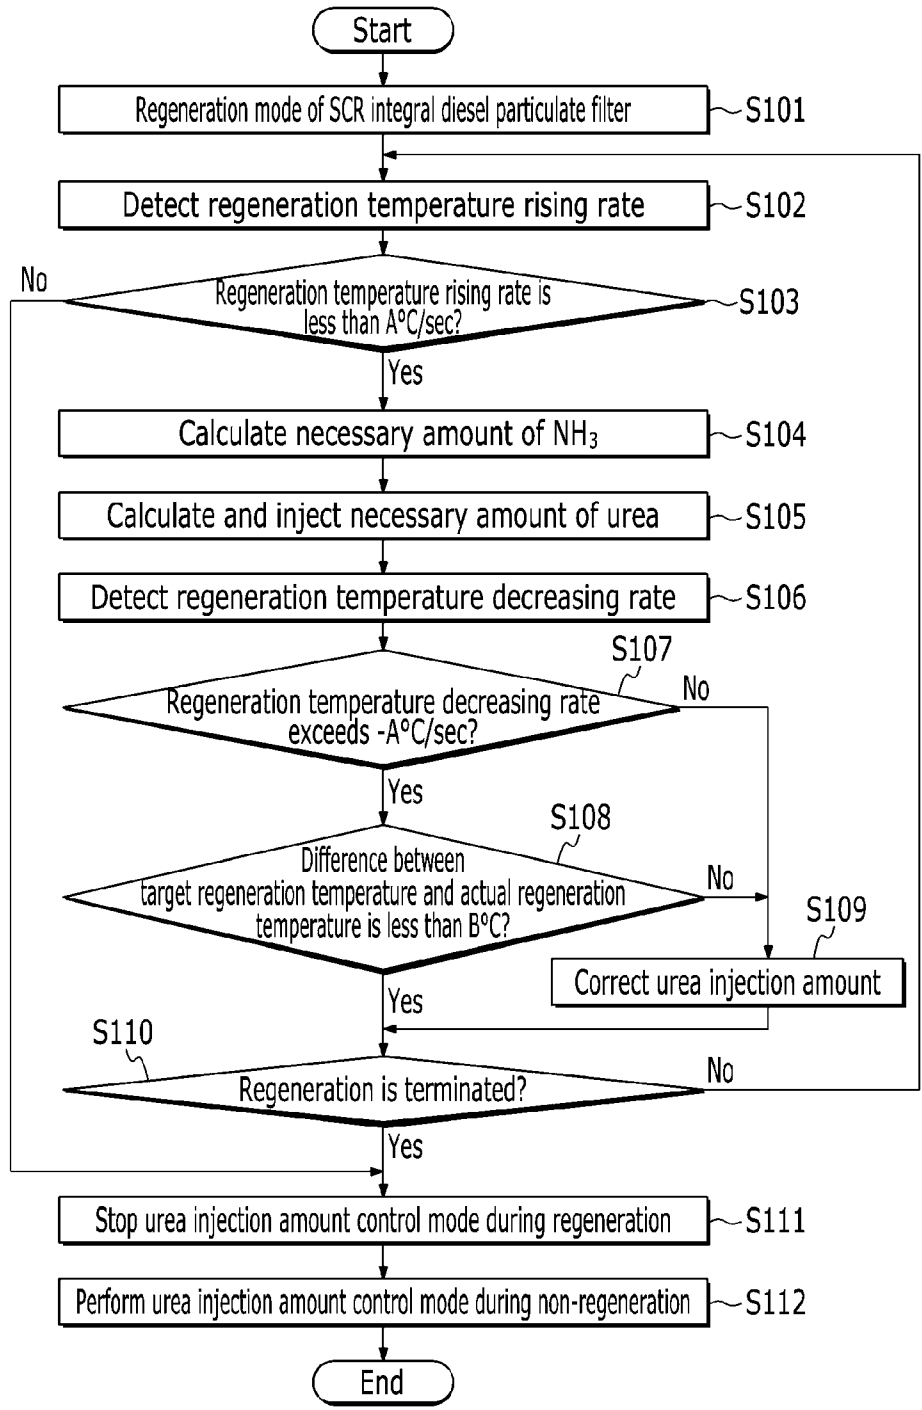 Start
Regeneration mode of SCR integral diesel particulate filter
S101
Detect regeneration temperature rising rate
S102
No
Regeneration temperature rising rate is
less than A°C/sec?
S103
Yes
Calculate necessary amount of NH₃
S104
Calculate and inject necessary amount of urea
S105
Detect regeneration temperature decreasing rate
S106
S107
Regeneration temperature decreasing rate
exceeds -A°C/sec?
No
Yes
S108
Difference between
target regeneration temperature and actual regeneration
temperature is less than B°C?
No
S109
Correct urea injection amount
Yes
S110
Regeneration is terminated?
No
Yes
Stop urea injection amount control mode during regeneration
S111
Perform urea injection amount control mode during non-regeneration
S112
End